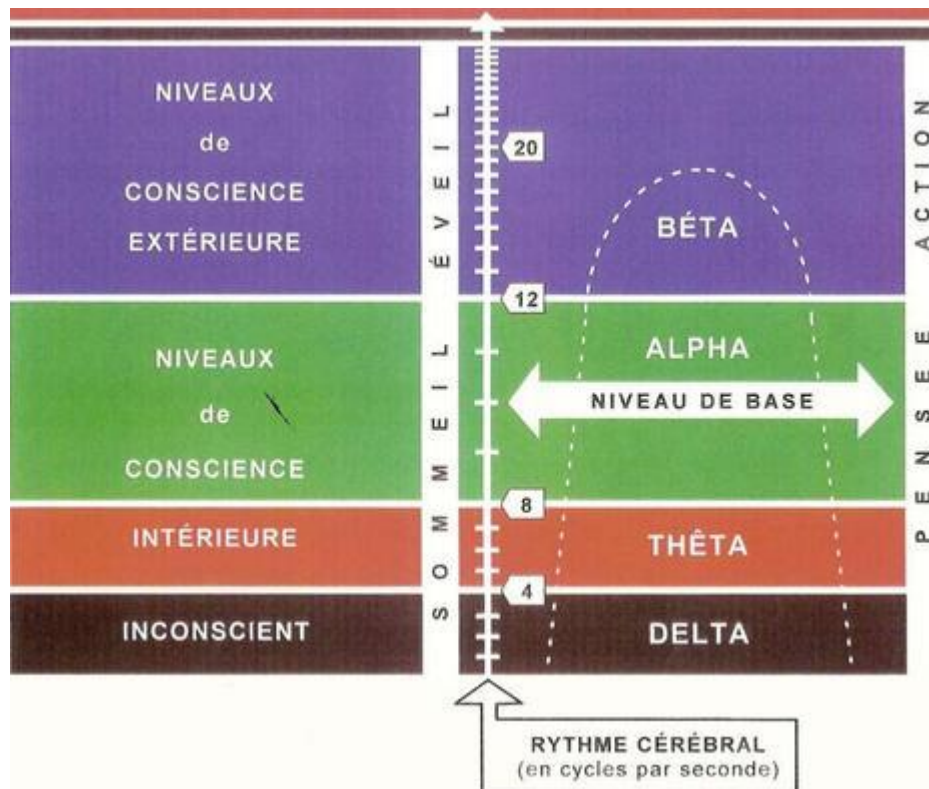 NIVEAUX
de
CONSCIENCE
EXTÉRIEURE
NIVEAUX
de
CONSCIENCE
INTÉRIEURE
INCONSCIENT
SOMMEIL ÉVEIL
20
12
8
4
BÉTA
ALPHA
NIVEAU DE BASE
THÊTA
DELTA
PENSEE ACTION
RYTHME CÉRÉBRAL
(en cycles par seconde)